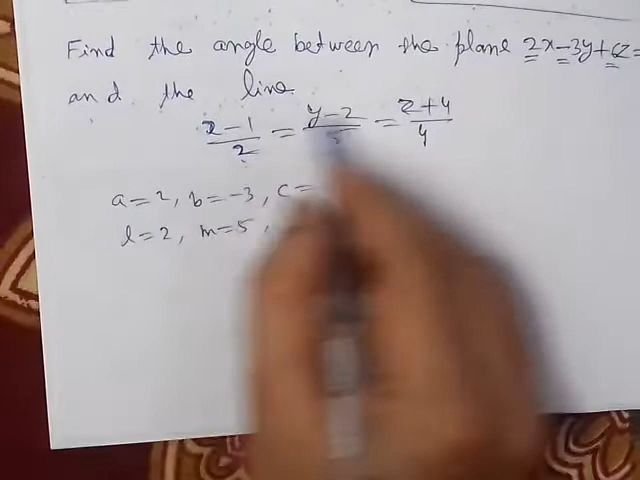 Find the angle between the plane 2x-3y+6z=
and the line
x-1/2 = y-2 = z+4/4
a=2, b=-3, c=
l=2, m=5,